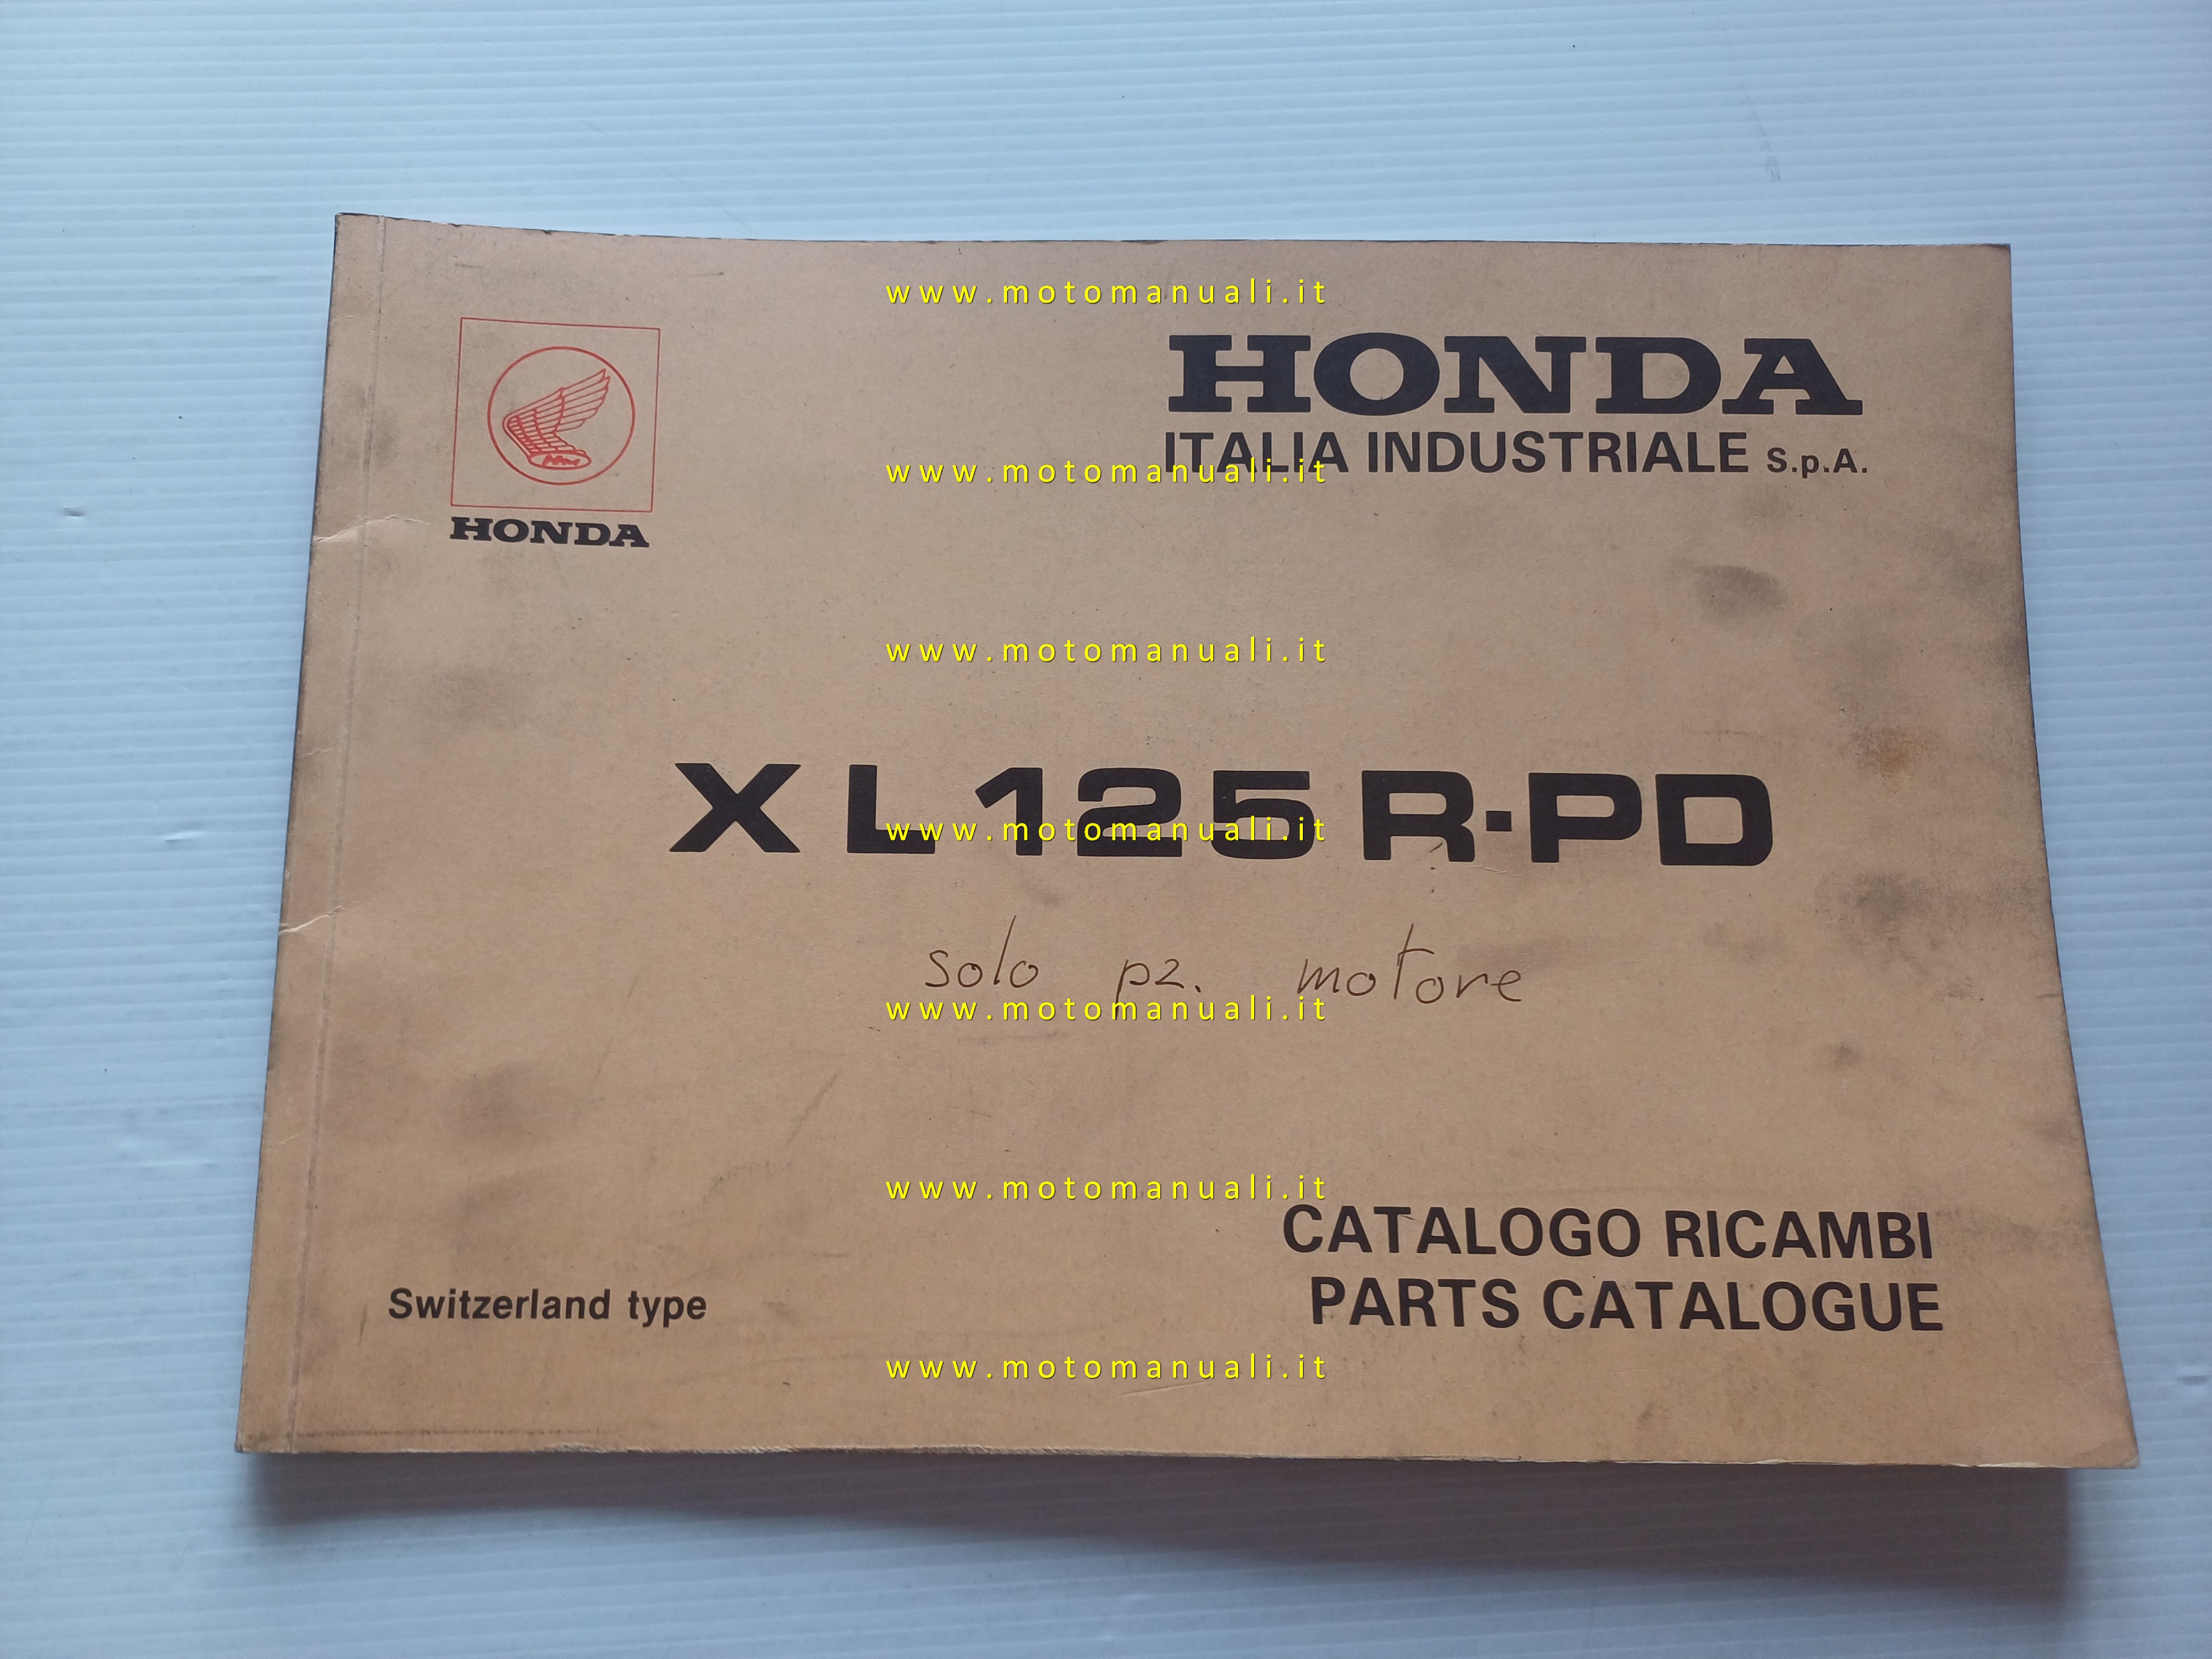 www.motomanuali.it
HONDA
ITALIA INDUSTRIALE S.p.A.
www.motomanuali.it
HONDA
www.motomanuali.it
XL125R·PD
www.motomanuali.it
solo pz. motore
www.motomanuali.it
www.motomanuali.it
CATALOGO RICAMBI
PARTS CATALOGUE
Switzerland type
www.motomanuali.it